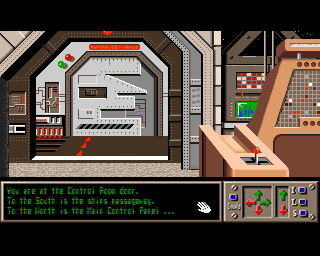 You are at the Control Room door.
To the South is the ships passageway.
To the North is the Main Control Panel ...
I
L
S